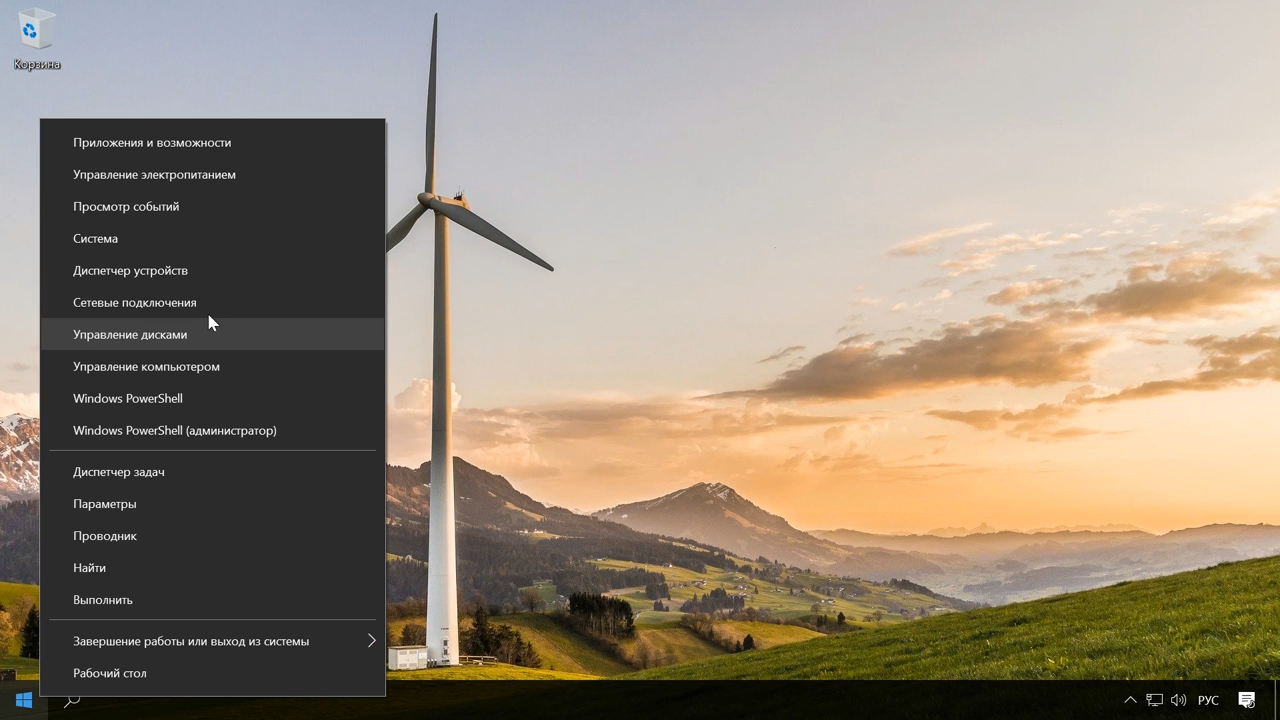 Корзина
Приложения и возможности
Управление электропитанием
Просмотр событий
Система
Диспетчер устройств
Сетевые подключения
Управление дисками
Управление компьютером
Windows PowerShell
Windows PowerShell (администратор)
Диспетчер задач
Параметры
Проводник
Найти
Выполнить
Завершение работы или выход из системы
Рабочий стол
РУС